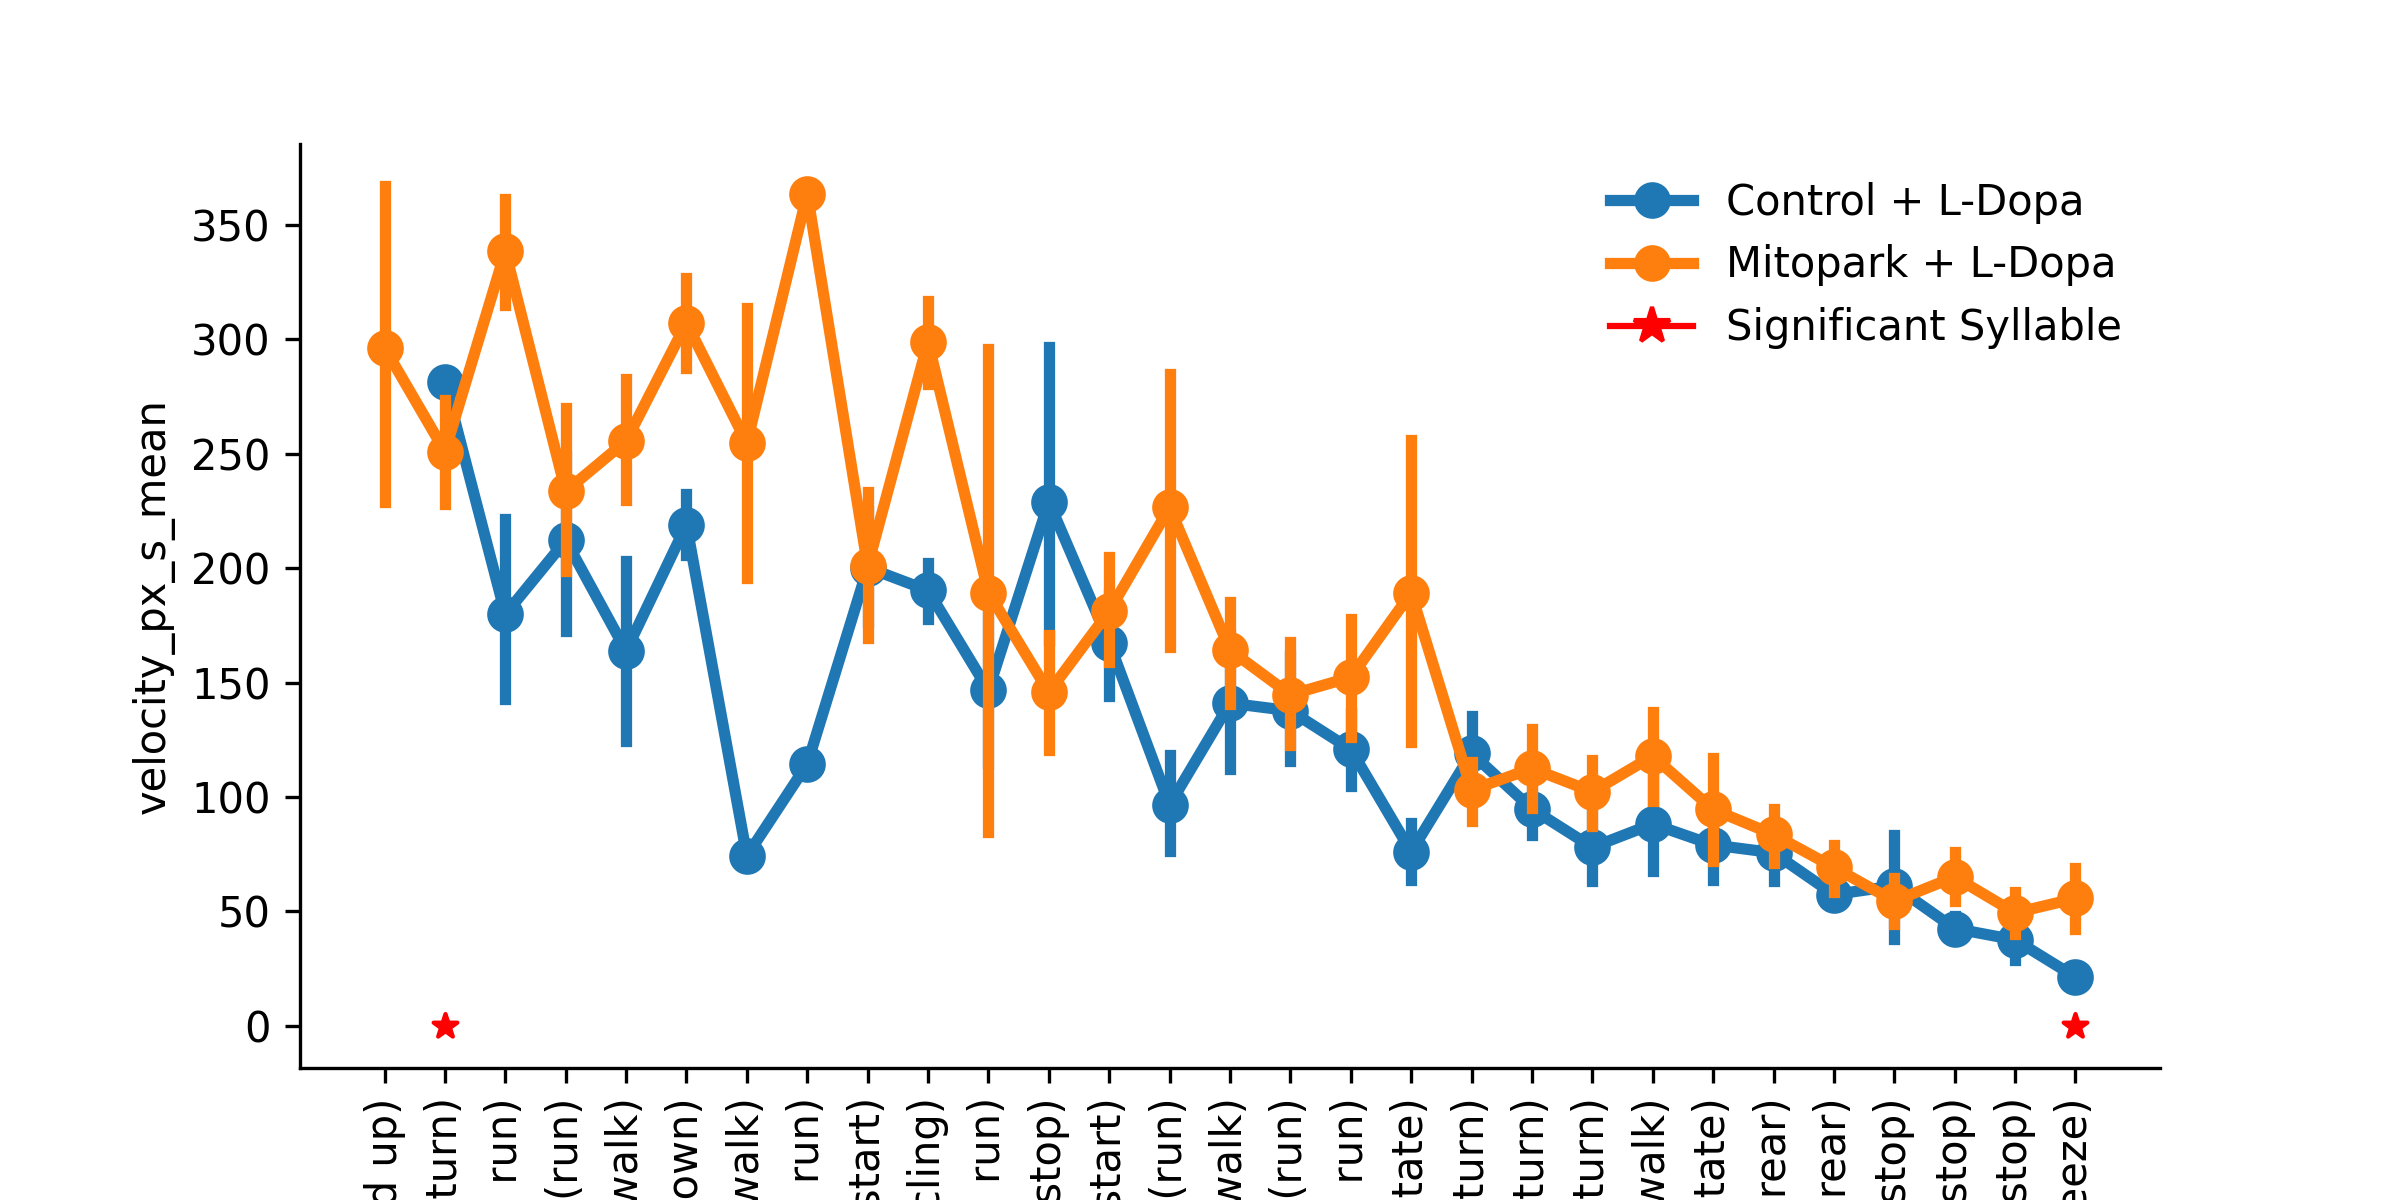 Control + L-Dopa
Mitopark + L-Dopa
Significant Syllable
velocity_px_s_mean
350
300
250
200
150
100
50
0
d up)
turn)
run)
(run)
walk)
own)
walk)
run)
start)
cling)
run)
stop)
start)
(run)
walk)
(run)
run)
tate)
turn)
turn)
turn)
walk)
tate)
rear)
rear)
stop)
stop)
stop)
eeze)